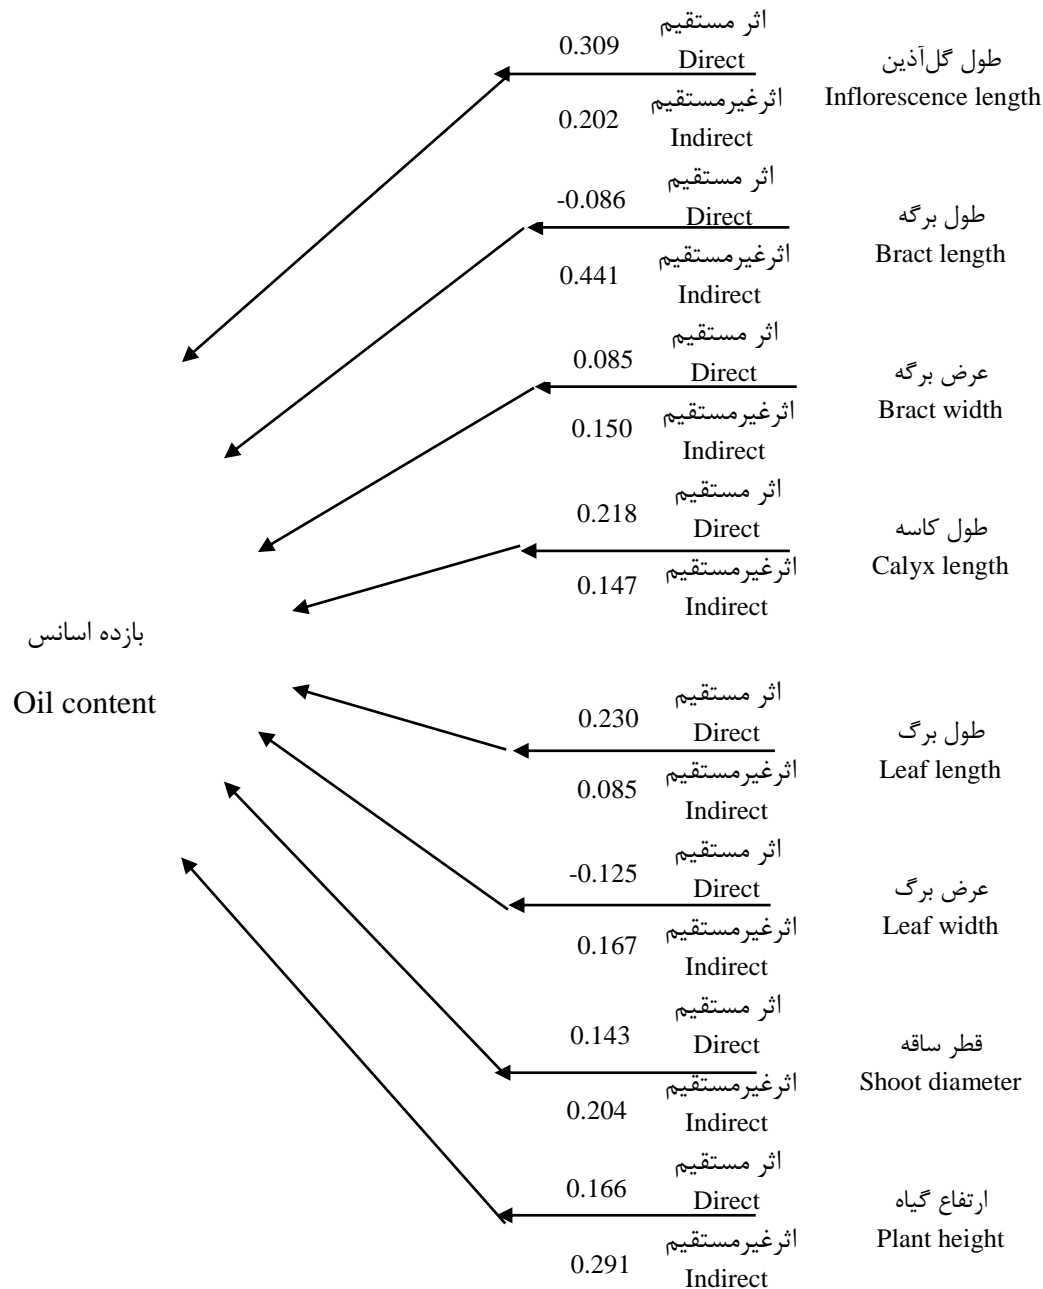 اثر مستقیم
0.309
Direct
طول گل‌آذین
Inflorescence length
اثرغیرمستقیم
0.202
Indirect
اثر مستقیم
-0.086
Direct
طول برگه
Bract length
اثرغیرمستقیم
0.441
Indirect
اثر مستقیم
0.085
Direct
عرض برگه
Bract width
اثرغیرمستقیم
0.150
Indirect
اثر مستقیم
0.218
Direct
طول کاسه
Calyx length
اثرغیرمستقیم
0.147
Indirect
بازده اسانس
Oil content
اثر مستقیم
0.230
Direct
طول برگ
Leaf length
اثرغیرمستقیم
0.085
Indirect
اثر مستقیم
-0.125
Direct
عرض برگ
Leaf width
اثرغیرمستقیم
0.167
Indirect
اثر مستقیم
0.143
Direct
قطر ساقه
Shoot diameter
اثرغیرمستقیم
0.204
Indirect
اثر مستقیم
0.166
Direct
ارتفاع گیاه
Plant height
اثرغیرمستقیم
0.291
Indirect